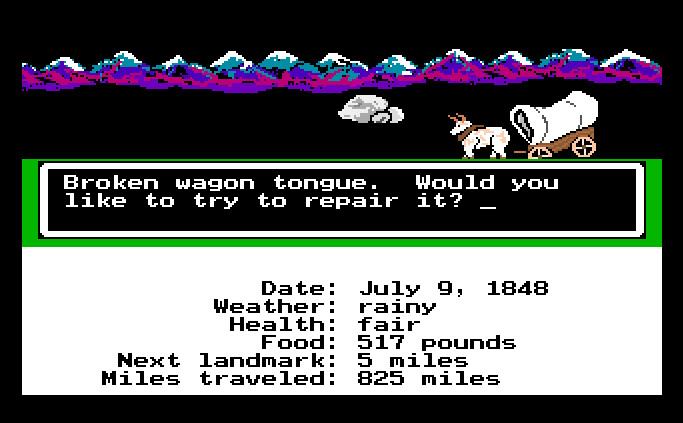 Broken wagon tongue.  Would you
like to try to repair it? _
Date: July 9, 1848
Weather: rainy
Health: fair
Food: 517 pounds
Next landmark: 5 miles
Miles traveled: 825 miles